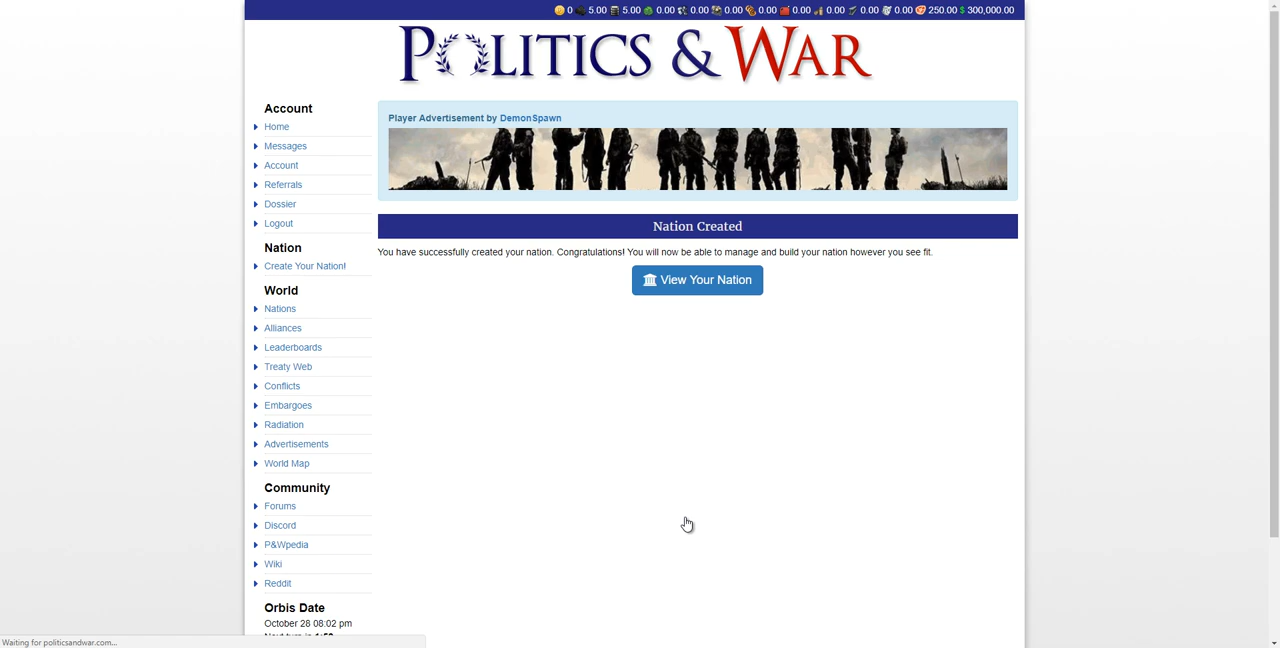 0 5.00 5.00 0.00 0.00 0.00 0.00 0.00 0.00 0.00 0.00 250.00 $ 300,000.00
POLITICS & WAR
Account
Home
Messages
Account
Referrals
Dossier
Logout
Nation
Create Your Nation!
World
Nations
Alliances
Leaderboards
Treaty Web
Conflicts
Embargoes
Radiation
Advertisements
World Map
Community
Forums
Discord
P&Wpedia
Wiki
Reddit
Orbis Date
October 28 08:02 pm
Player Advertisement by DemonSpawn
Nation Created
You have successfully created your nation. Congratulations! You will now be able to manage and build your nation however you see fit.
View Your Nation
Waiting for politicsandwar.com...